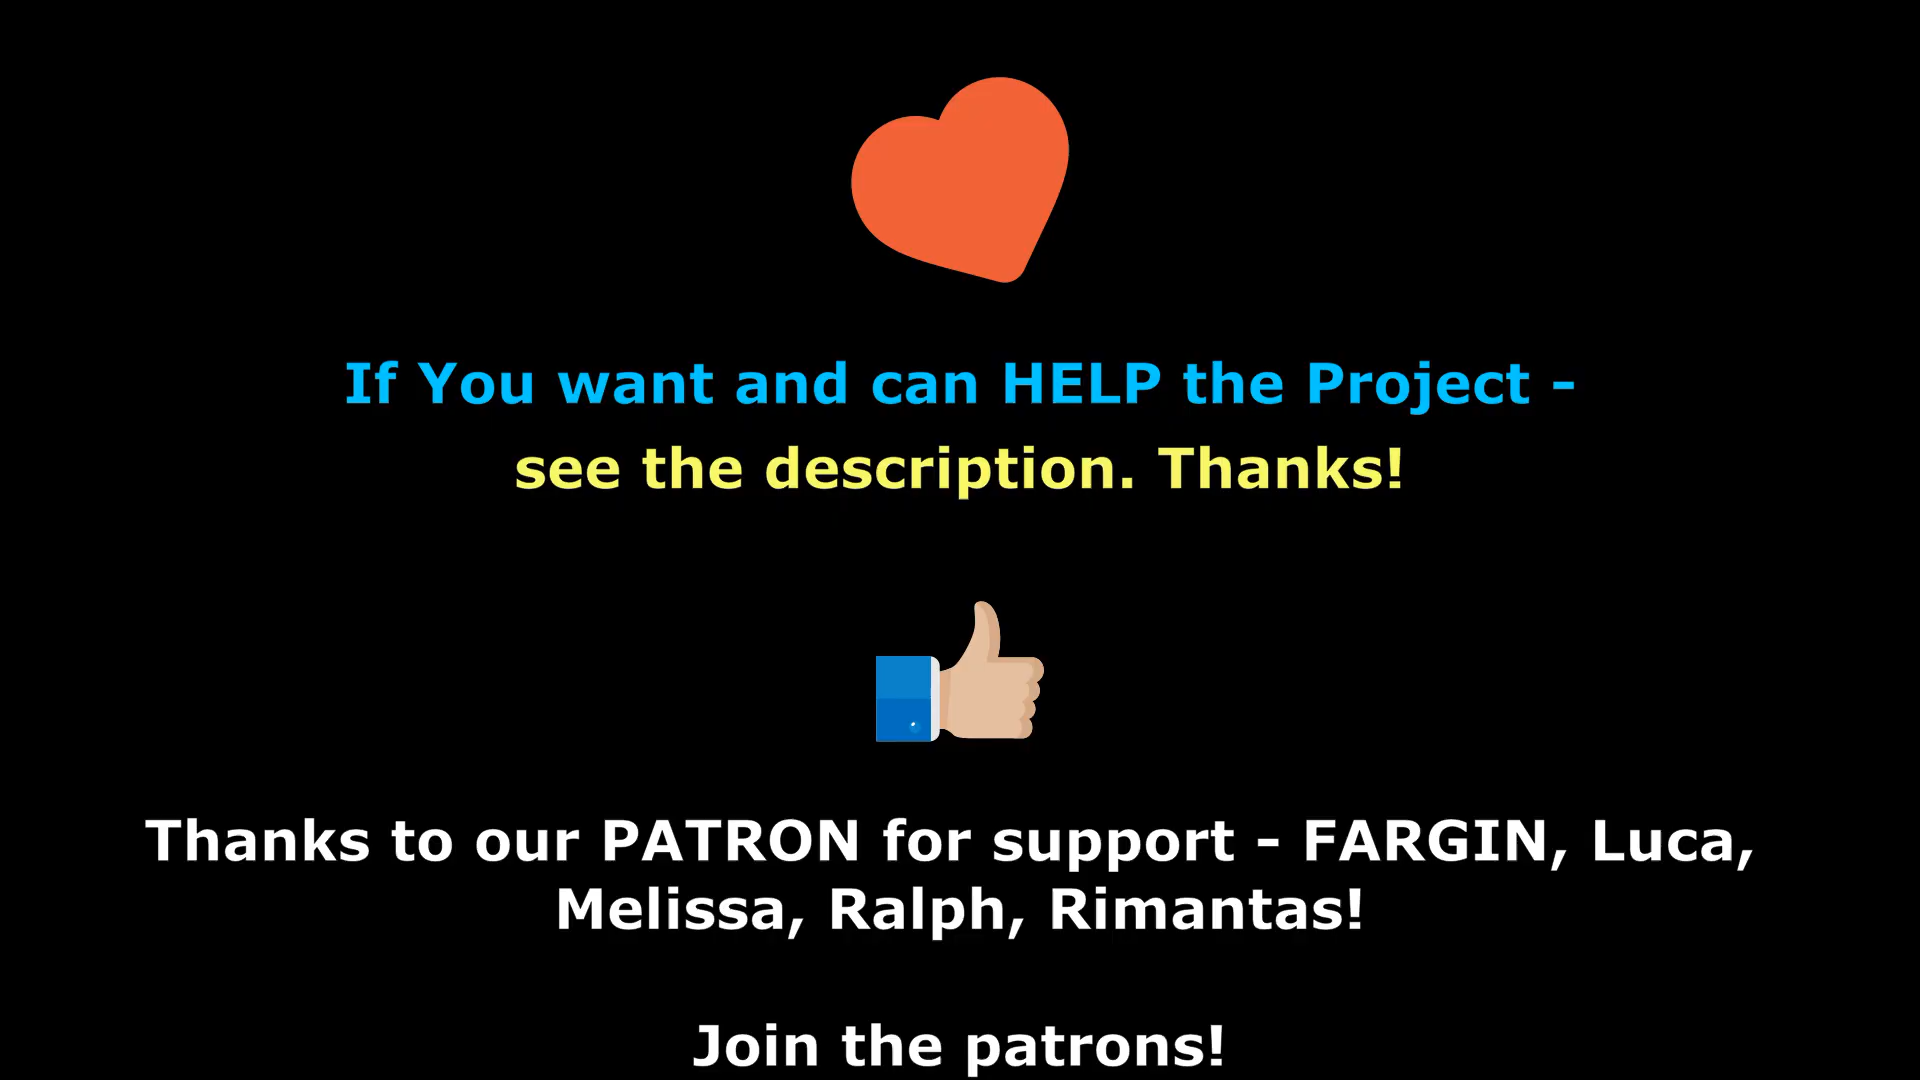 If You want and can HELP the Project -
see the description. Thanks!
Thanks to our PATRON for support - FARGIN, Luca,
Melissa, Ralph, Rimantas!
Join the patrons!